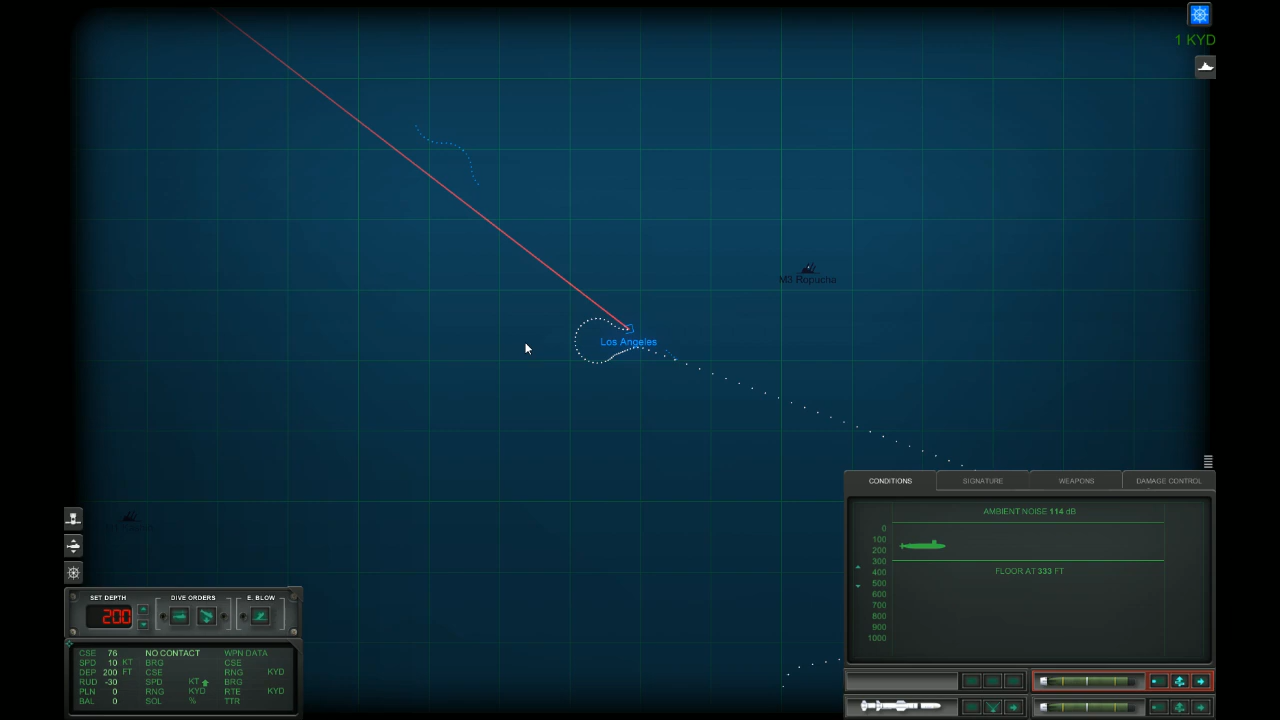 1 KYD
M3 Ropucha
Los Angeles
CONDITIONS SIGNATURE WEAPONS DAMAGE CONTROL
AMBIENT NOISE 114 dB
0
100
200
300
400
500
600
700
800
900
1000
FLOOR AT 333 FT
SET DEPTH DIVE ORDERS E. BLOW
200
CSE 76 NO CONTACT WPN DATA
SPD 10 KT BRG CSE
DEP 200 FT CSE RNG KYD
RUD -30 SPD KT BRG
PLN 0 RNG KYD RTE KYD
BAL 0 SOL % TTR